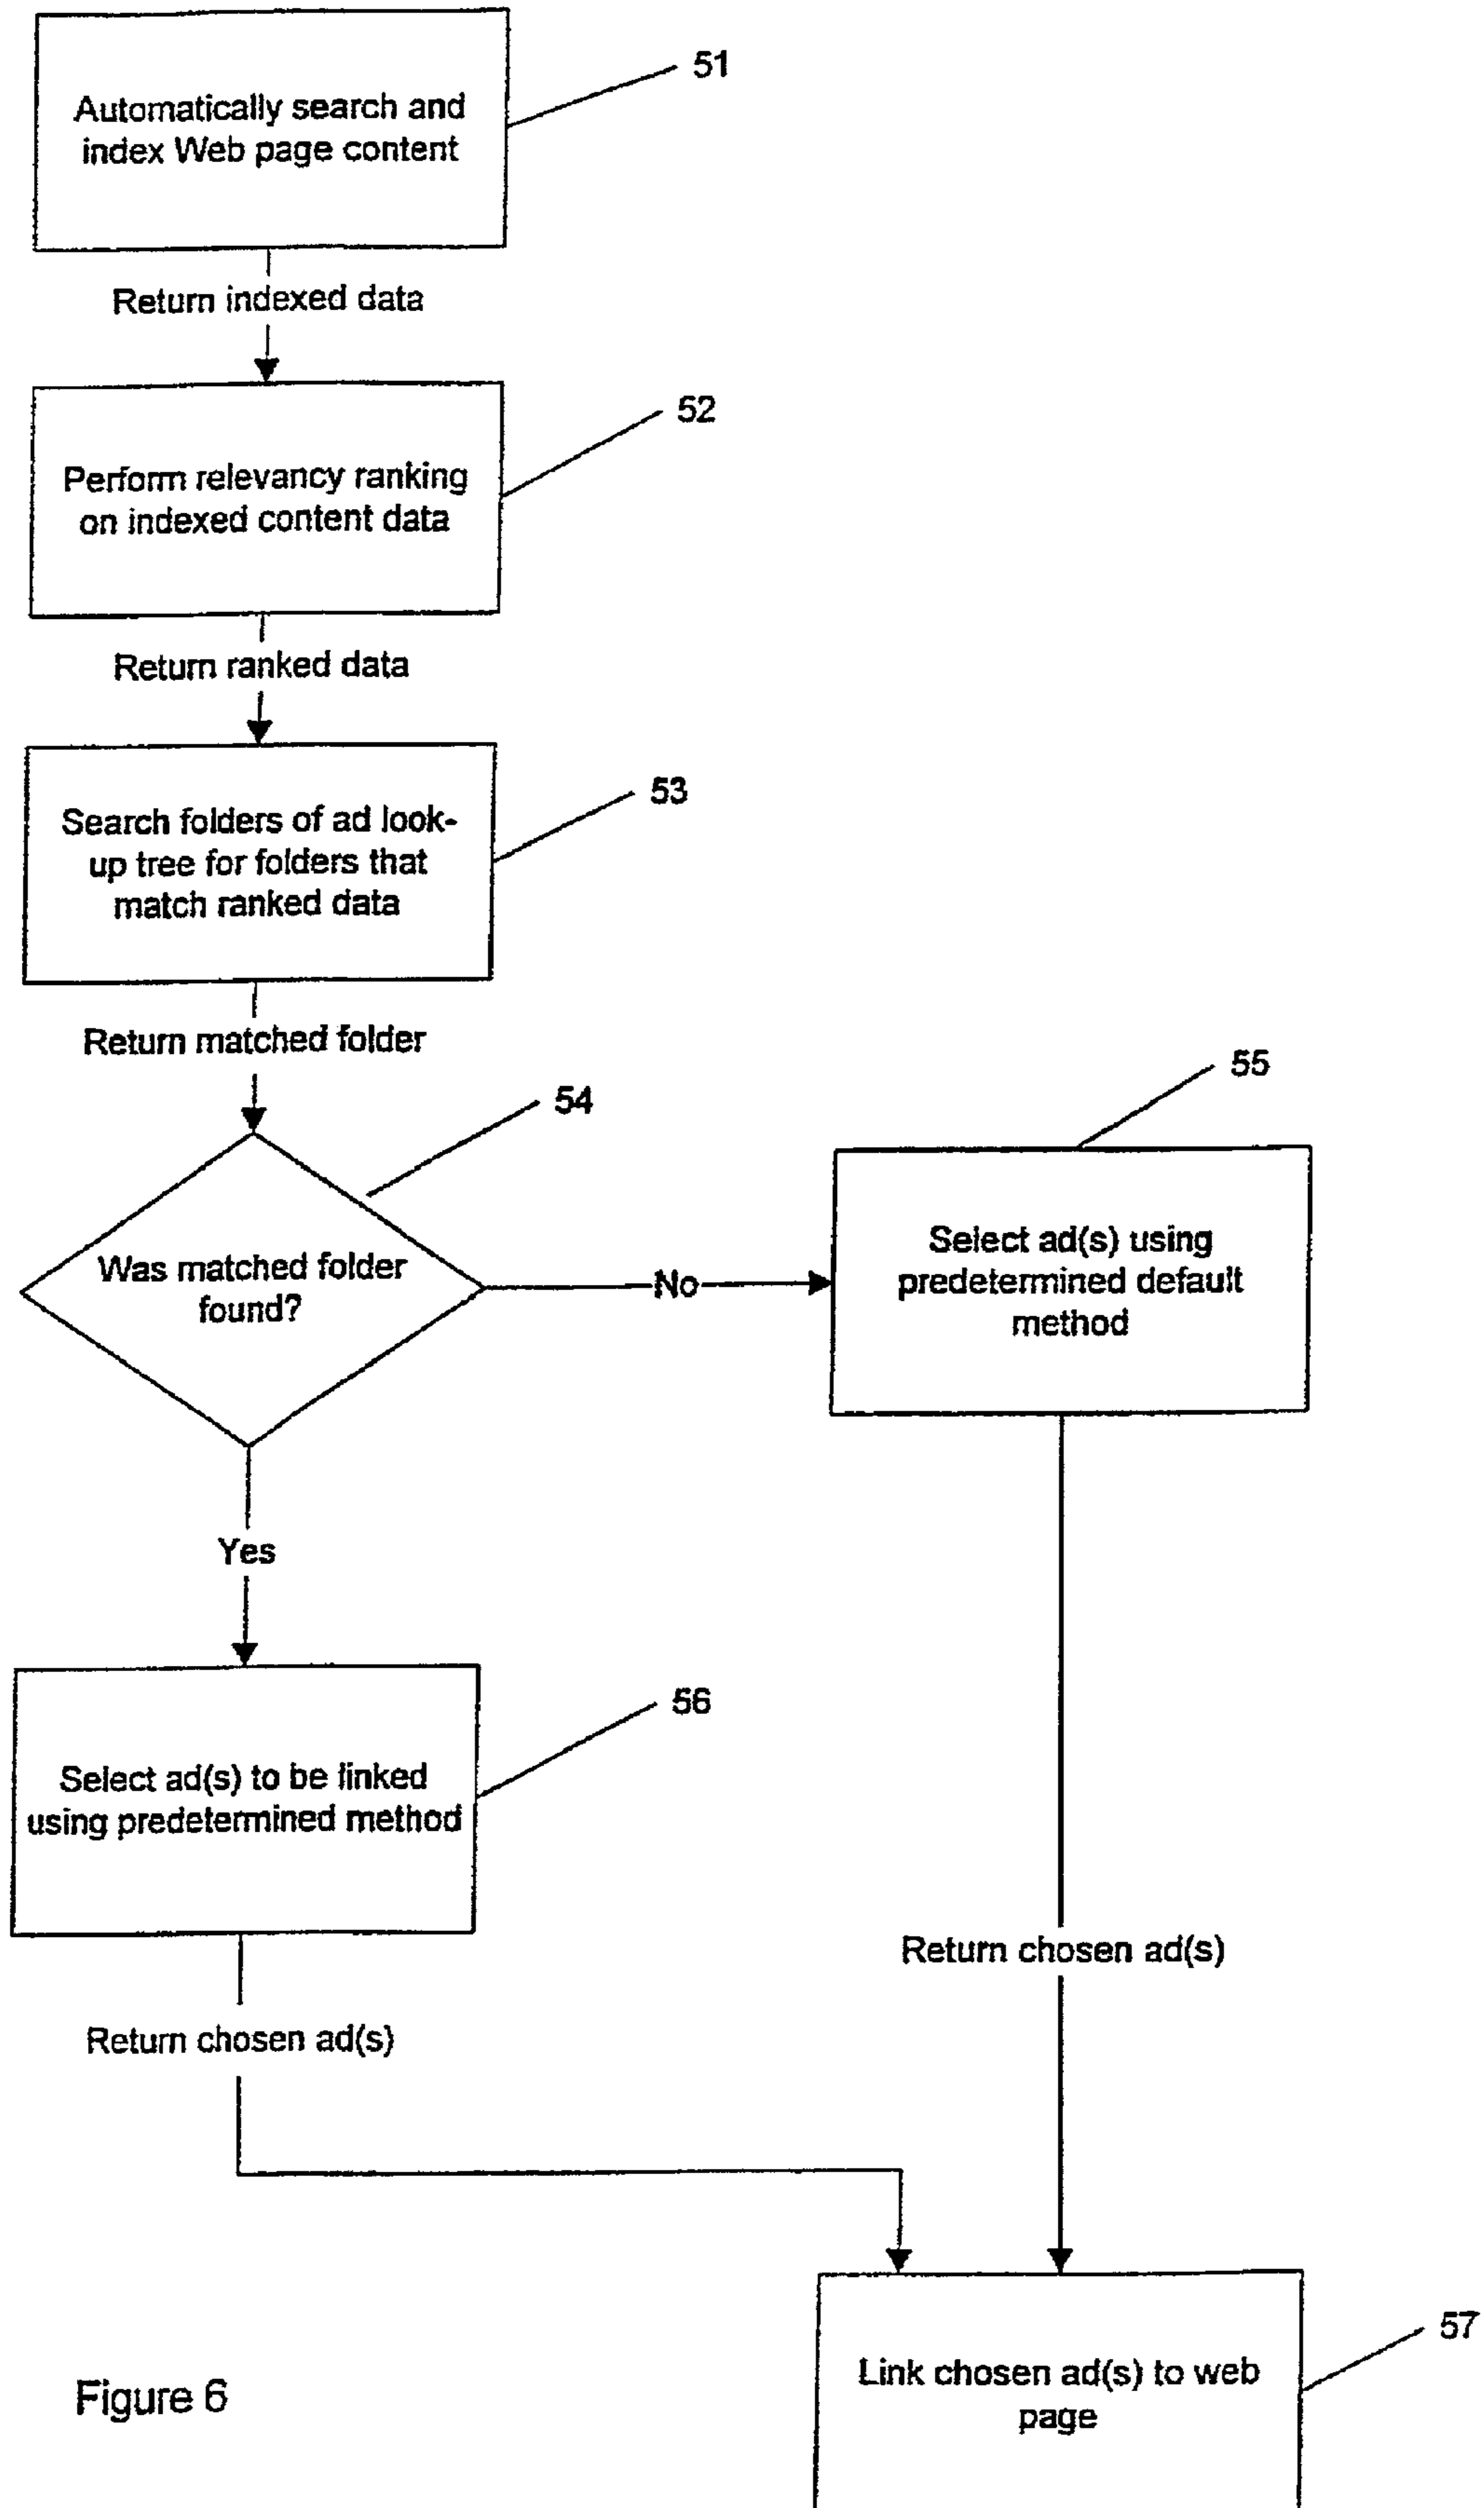 51
Automatically search and
index Web page content
Return indexed data
52
Perform relevancy ranking
on indexed content data
Return ranked data
53
Search folders of ad look-
up tree for folders that
match ranked data
Return matched folder
54
Was matched folder
found?
No
55
Select ad(s) using
predetermined default
method
Yes
56
Select ad(s) to be linked
using predetermined method
Return chosen ad(s)
Return chosen ad(s)
57
Link chosen ad(s) to web
page
Figure 6